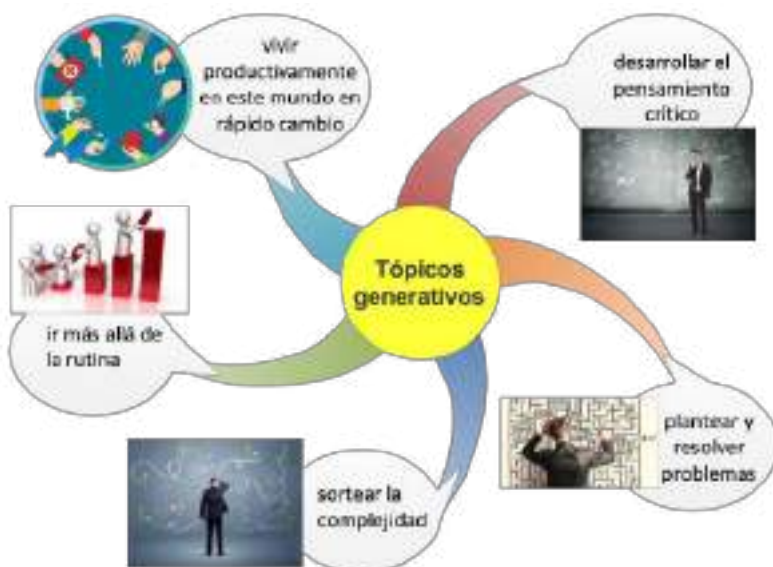 vivir
productivamente
en este mundo en
rápido cambio
desarrollar el
pensamiento
crítico
Tópicos
generativos
ir más allá de
la rutina
plantear y
resolver
problemas
sortear la
complejidad